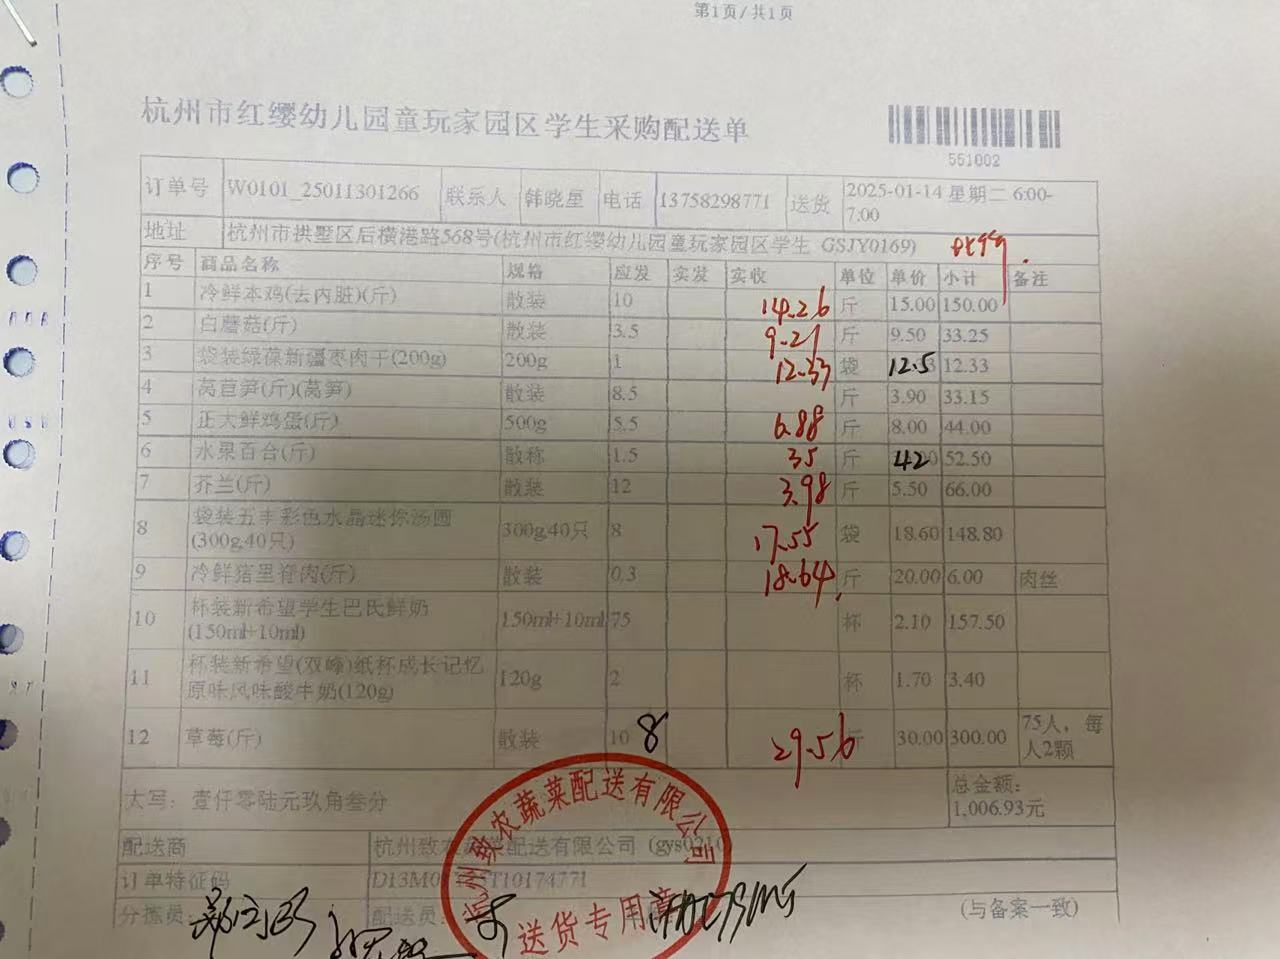 第1页/共1页
杭州市红缨幼儿园童玩家园区学生采购配送单
551002
订单号 W0101_25011301266 联系人 韩晓星 电话 13758298771 送货 2025-01-14 星期二 6:00-7:00
地址 杭州市拱墅区后横港路568号(杭州市红缨幼儿园童玩家园区学生 GSJY0169)
序号 商品名称 规格 应发 实发 实收 单位 单价 小计 备注
1 冷鲜本鸡(去内脏)(斤) 散装 10 14.26 斤 15.00 150.00
2 白蘑菇(斤) 散装 3.5 9.21 斤 9.50 33.25
3 袋装绿葆新疆枣肉干(200g) 200g 1 12.33 袋 12.5 12.33
4 莴苣笋(斤)(莴笋) 散装 8.5 斤 3.90 33.15
5 正大鲜鸡蛋(斤) 500g 5.5 6.88 斤 8.00 44.00
6 水果百合(斤) 散称 1.5 35 斤 42 52.50
7 芥兰(斤) 散装 12 3.98 斤 5.50 66.00
8 袋装五丰彩色水晶迷你汤圆(300g,40只) 300g,40只 8 17.55 袋 18.60 148.80
9 冷鲜猪里脊肉(斤) 散装 0.3 18.64 斤 20.00 6.00 肉丝
10 杯装新希望学生巴氏鲜奶(150ml+10ml) 150ml+10ml 75 杯 2.10 157.50
11 杯装新希望(双峰)纸杯成长记忆原味风味酸牛奶(120g) 120g 2 杯 1.70 3.40
12 草莓(斤) 散装 10 8 29.56 斤 30.00 300.00 75人，每人2颗
大写：壹仟零陆元玖角叁分 总金额：1,006.93元
配送商 杭州致农蔬菜配送有限公司
订单特征码
分拣员： 配送员： (与备案一致)
杭州致农蔬菜配送有限公司
送货专用章